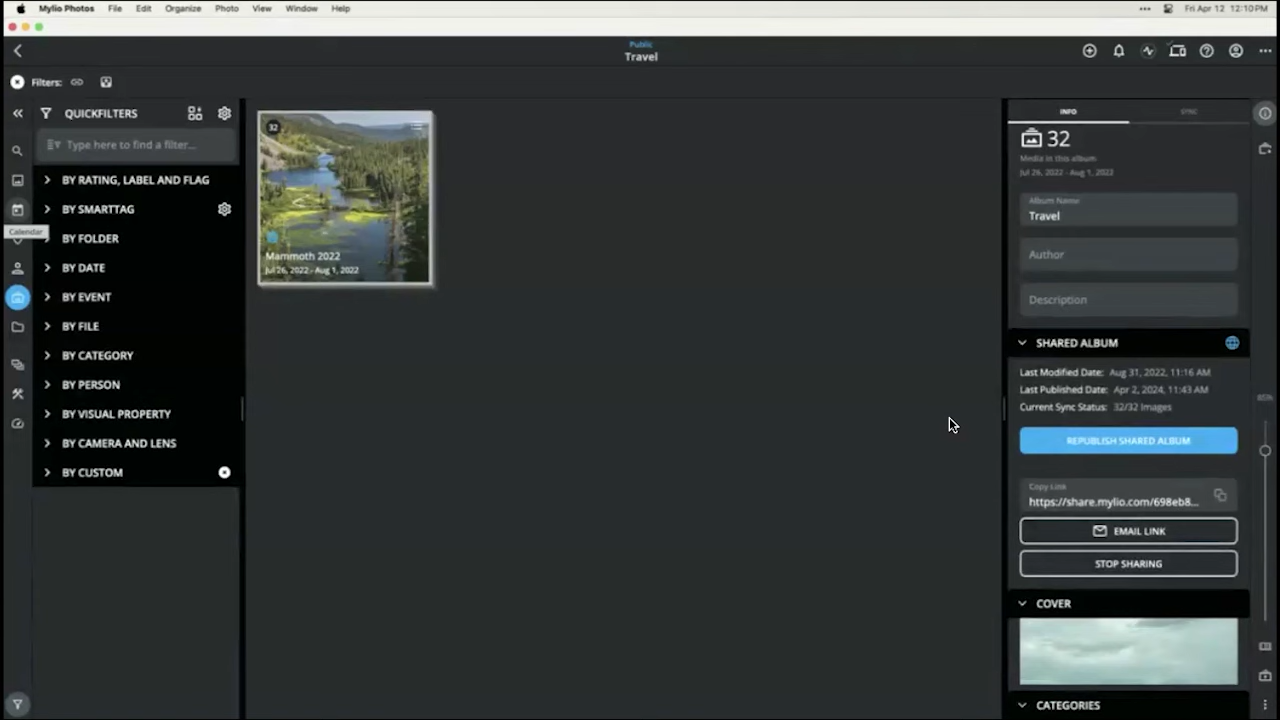 Mylio Photos File Edit Organize Photo View Window Help
Fri Apr 12 12:10 PM
Public
Travel
Filters:
QUICKFILTERS
Type here to find a filter...
BY RATING, LABEL AND FLAG
BY SMARTTAG
Calendar
BY FOLDER
BY DATE
BY EVENT
BY FILE
BY CATEGORY
BY PERSON
BY VISUAL PROPERTY
BY CAMERA AND LENS
BY CUSTOM
32
Mammoth 2022
Jul 26, 2022 - Aug 1, 2022
INFO SYNC
32
Media in this album
Jul 26, 2022 - Aug 1, 2022
Album Name
Travel
Author
Description
SHARED ALBUM
Last Modified Date: Aug 31, 2022, 11:16 AM
Last Published Date: Apr 2, 2024, 11:43 AM
Current Sync Status: 32/32 Images
REPUBLISH SHARED ALBUM
Copy Link
https://share.mylio.com/698eb8...
EMAIL LINK
STOP SHARING
COVER
CATEGORIES